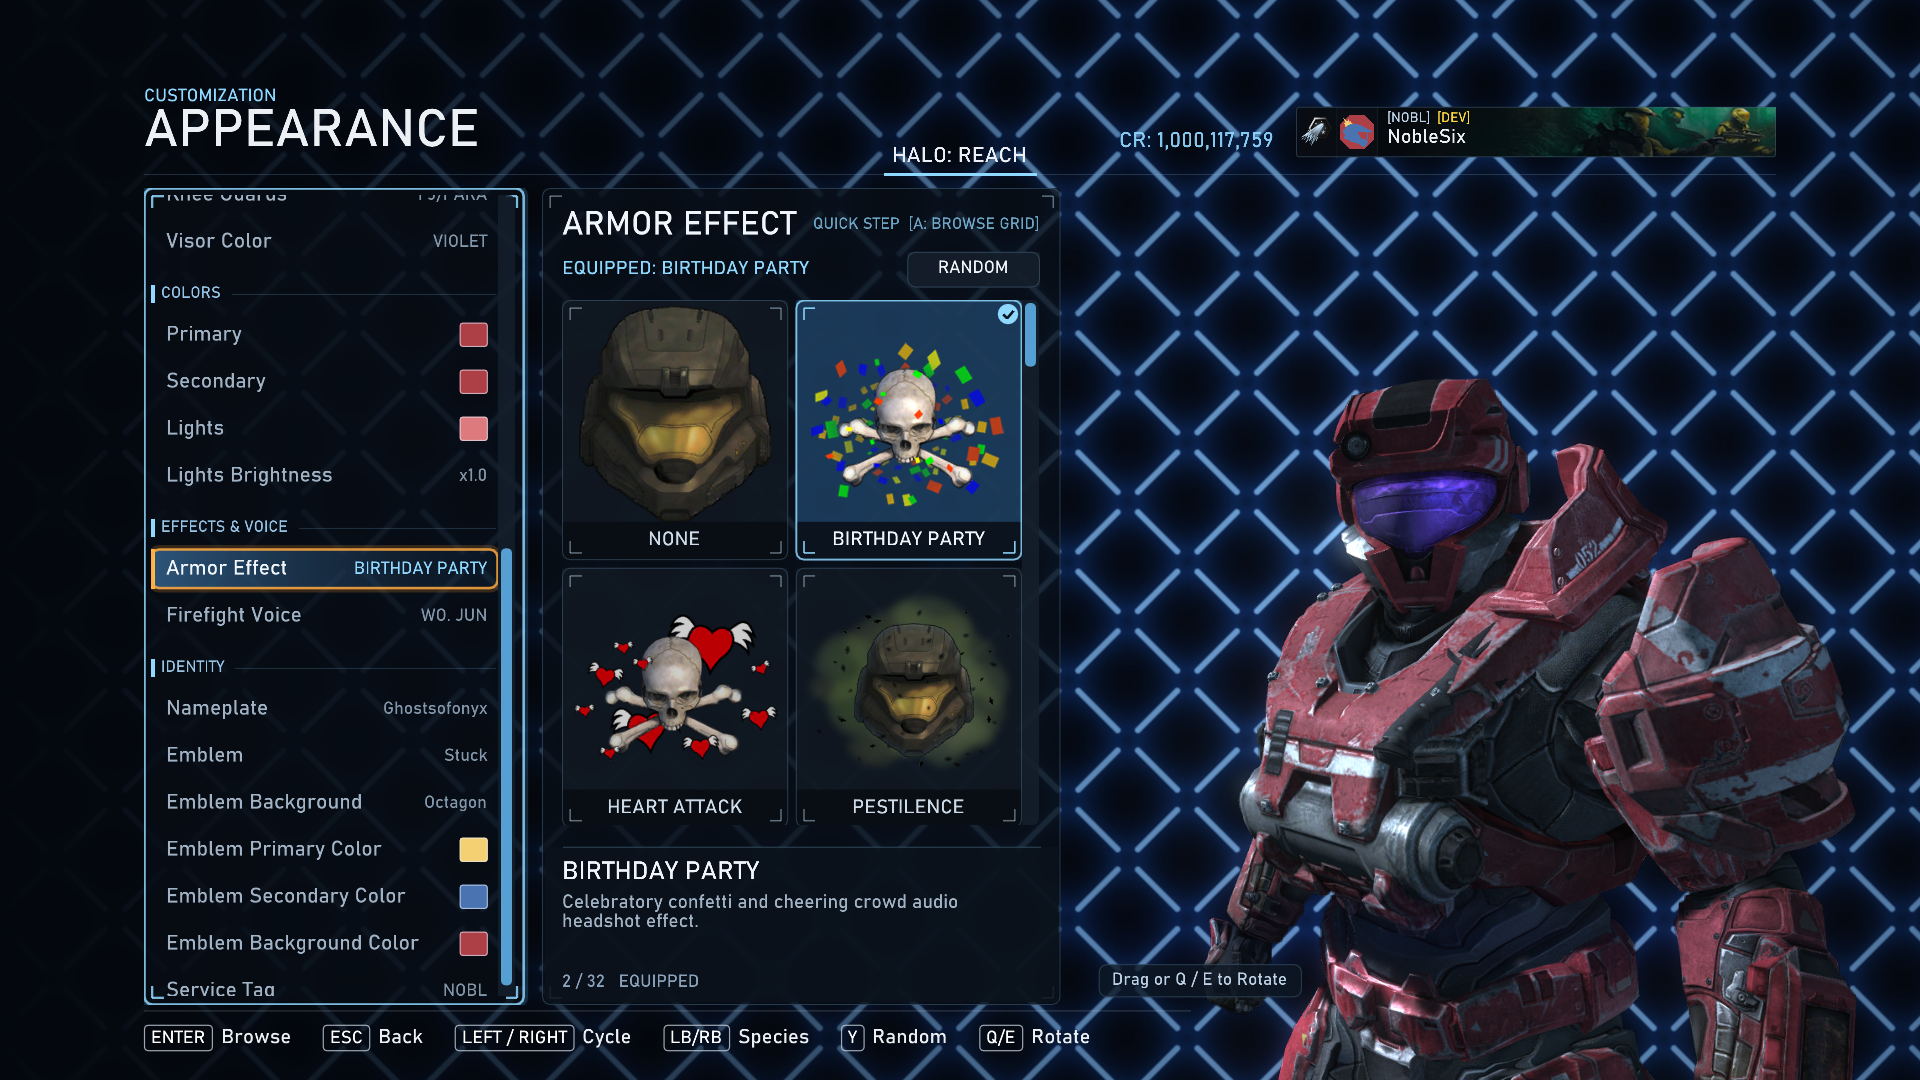 CUSTOMIZATION
APPEARANCE
HALO: REACH
CR: 1,000,117,759
[NOBL] [DEV]
NobleSix
Knee Guards
Visor Color VIOLET
COLORS
Primary
Secondary
Lights
Lights Brightness x1.0
EFFECTS & VOICE
Armor Effect BIRTHDAY PARTY
Firefight Voice WO. JUN
IDENTITY
Nameplate Ghostsofonyx
Emblem Stuck
Emblem Background Octagon
Emblem Primary Color
Emblem Secondary Color
Emblem Background Color
Service Tag NOBL
ARMOR EFFECT QUICK STEP [A: BROWSE GRID]
EQUIPPED: BIRTHDAY PARTY RANDOM
NONE
BIRTHDAY PARTY
HEART ATTACK
PESTILENCE
BIRTHDAY PARTY
Celebratory confetti and cheering crowd audio
headshot effect.
2 / 32 EQUIPPED
052
Drag or Q / E to Rotate
ENTER Browse ESC Back LEFT / RIGHT Cycle LB/RB Species Y Random Q/E Rotate